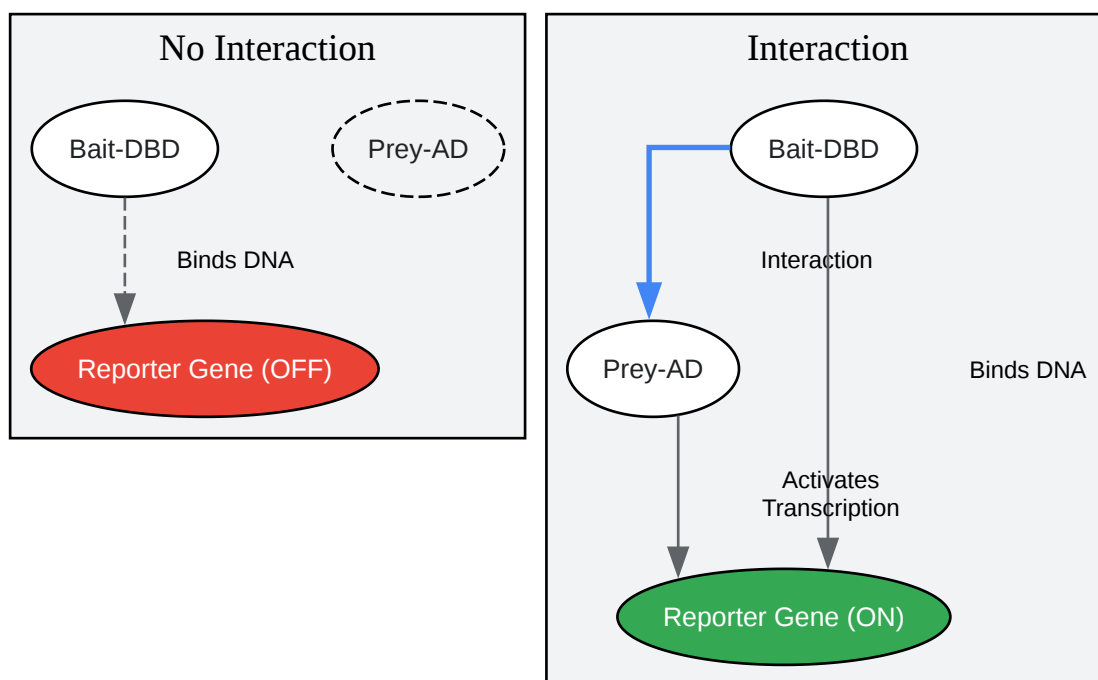 No Interaction
Bait-DBD
Prey-AD
Binds DNA
Reporter Gene (OFF)
Interaction
Bait-DBD
Interaction
Prey-AD
Binds DNA
Activates
Transcription
Reporter Gene (ON)